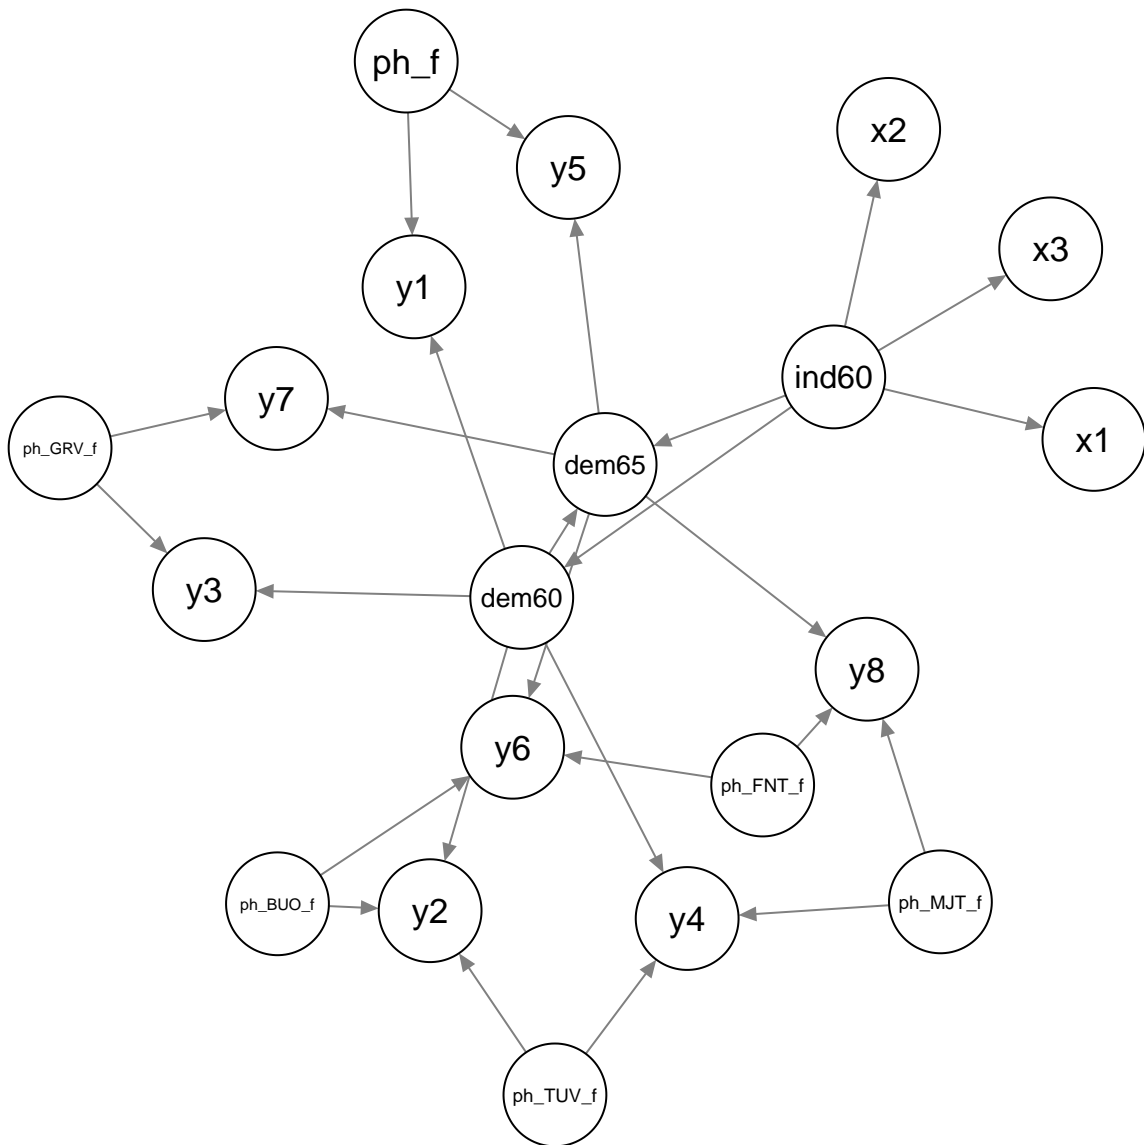 ph_f
x2
y5
x3
y1
ind60
y7
x1
ph_GRV_f
dem65
y3
dem60
y8
y6
ph_FNT_f
ph_BUO_f
y2
y4
ph_MJT_f
ph_TUV_f